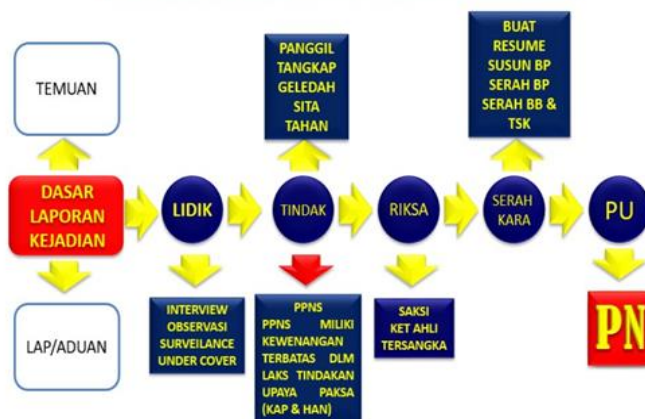 TEMUAN
PANGGIL
TANGKAP
GELEDAH
SITA
TAHAN
BUAT
RESUME
SUSUN BP
SERAH BP
SERAH BB &
TSK
DASAR
LAPORAN
KEJADIAN
LIDIK
TINDAK
RIKSA
SERAH
KARA
PU
LAP/ADUAN
INTERVIEW
OBSERVASI
SURVEILANCE
UNDER COVER
PPNS
PPNS MILIKI
KEWENANGAN
TERBATAS DLM
LAKS TINDAKAN
UPAYA PAKSA
(KAP & HAN)
SAKSI
KET AHLI
TERSANGKA
PN